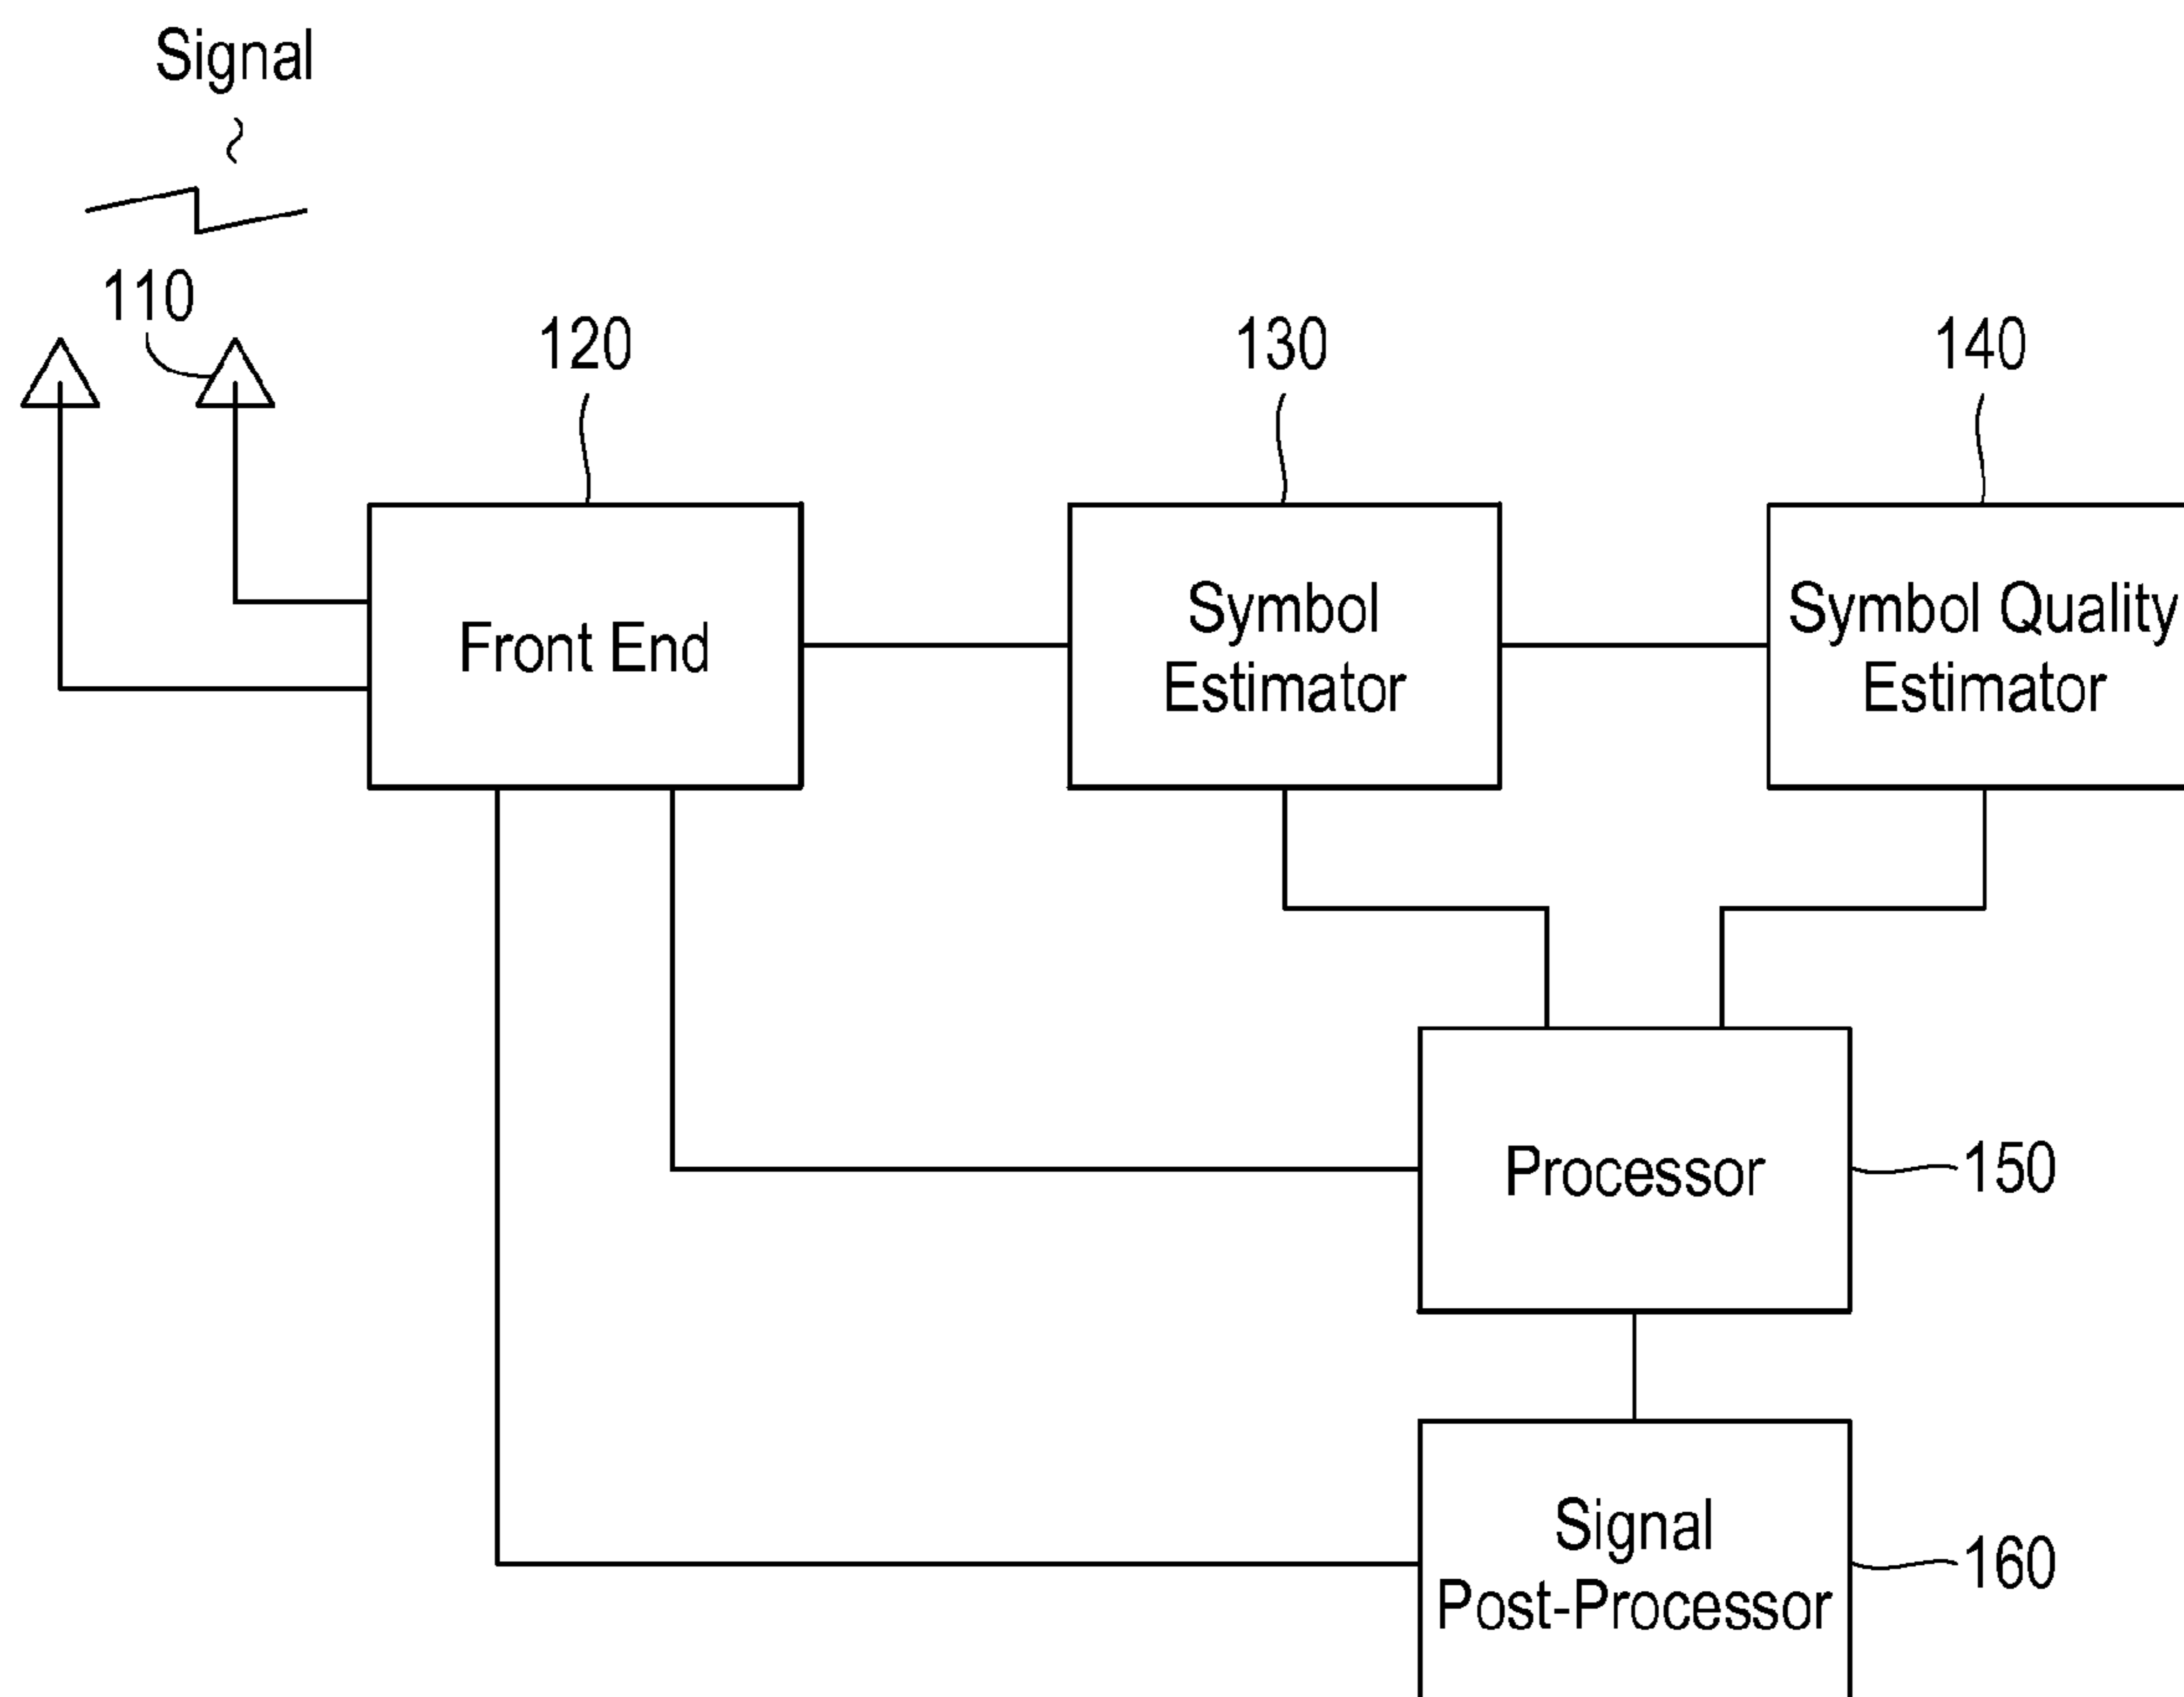 Signal
110
120
130
140
Front End
Symbol
Estimator
Symbol Quality
Estimator
Processor
150
Signal
Post-Processor
160